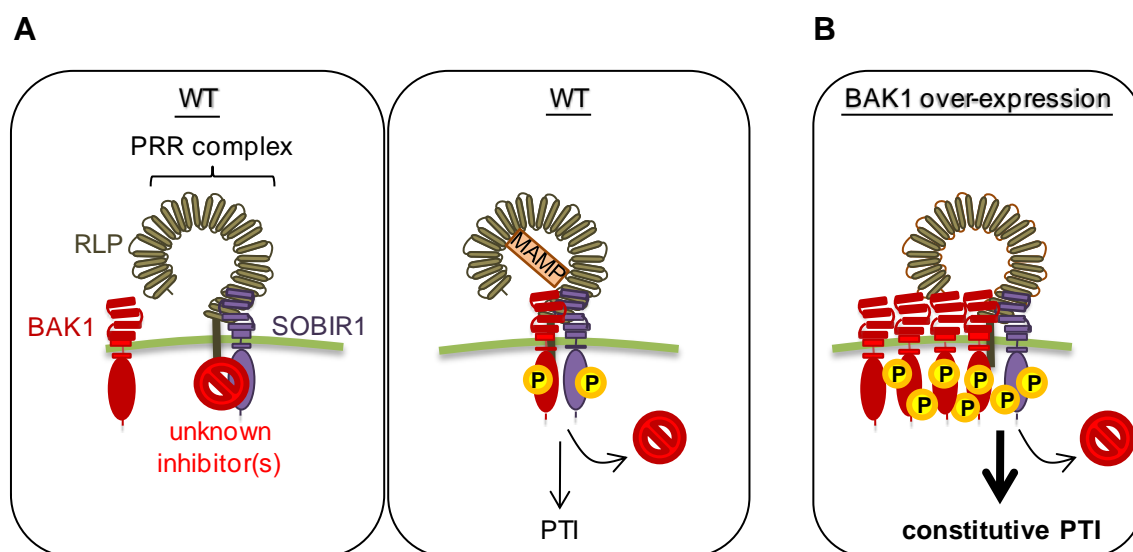 A
WT
PRR complex
RLP
BAK1
SOBIR1
unknown
inhibitor(s)
WT
MAMP
P
P
PTI
B
BAK1 over-expression
P
P
P
P
P
P
P
constitutive PTI